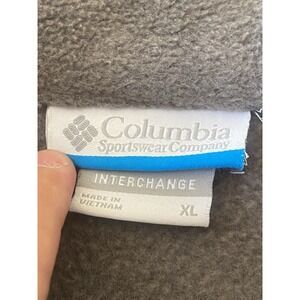 Columbia
Sportswear Company
INTERCHANGE
MADE IN
VIETNAM
XL